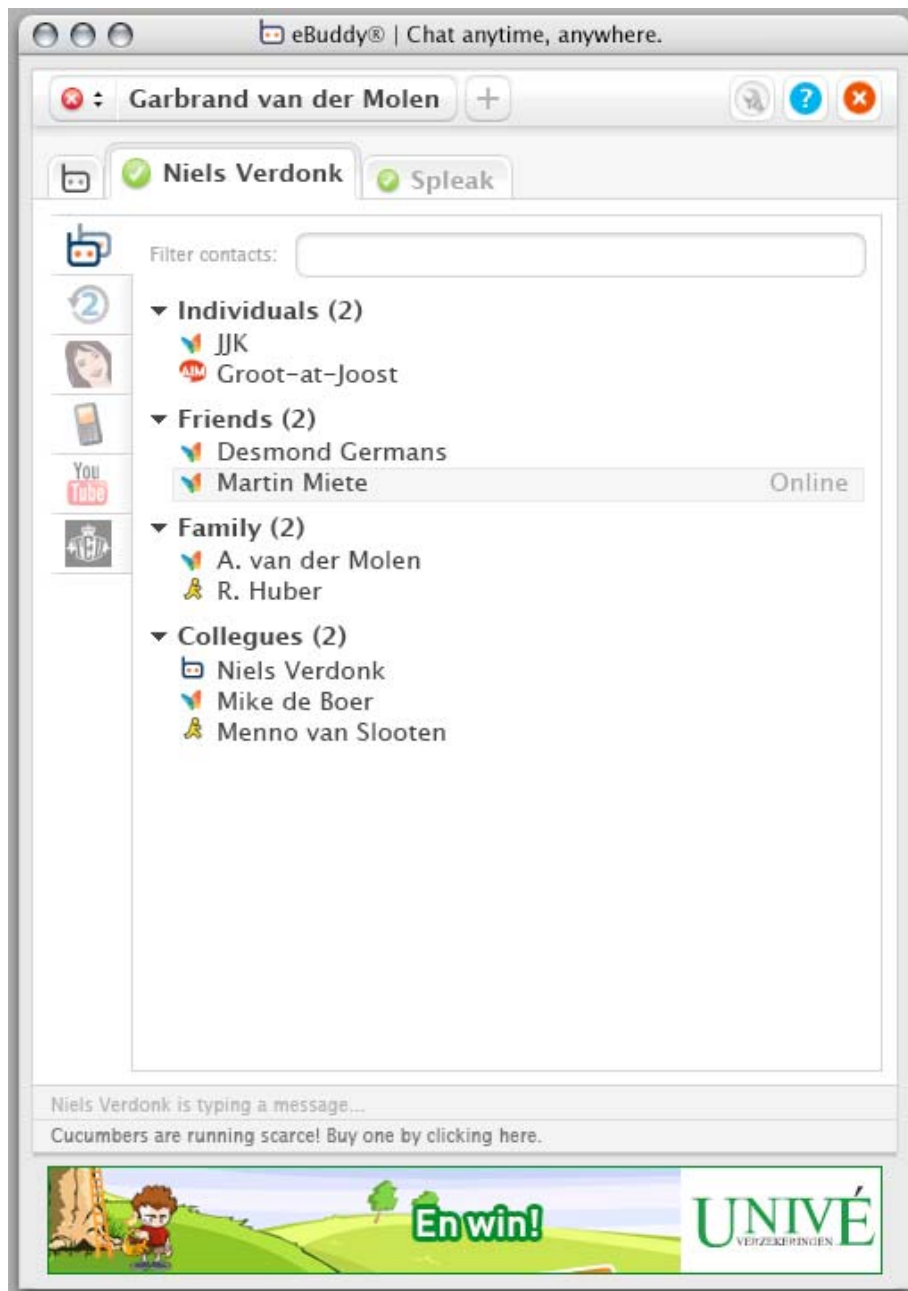 eBuddy® | Chat anytime, anywhere.
Garbrand van der Molen
Niels Verdonk
Spleak
Filter contacts:
2
Individuals (2)
JJK
AIM
Groot-at-Joost
You
Tube
Friends (2)
Desmond Germans
Martin Miete Online
Family (2)
A. van der Molen
R. Huber
Collegues (2)
Niels Verdonk
Mike de Boer
Menno van Slooten
Niels Verdonk is typing a message...
Cucumbers are running scarce! Buy one by clicking here.
En win!
UNIVÉ
VERZEKERINGEN